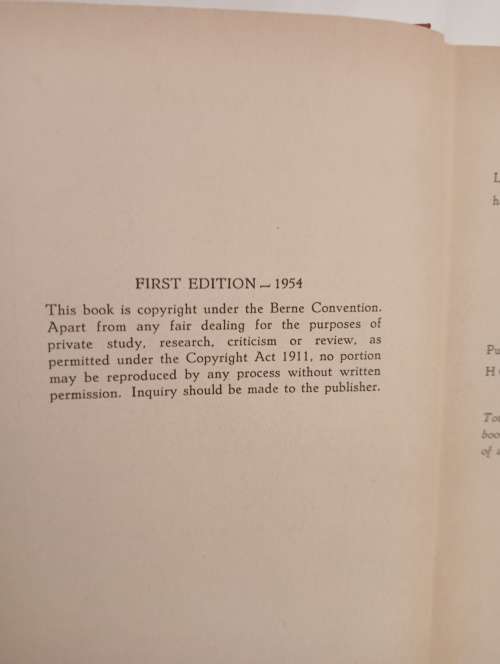 FIRST EDITION — 1954
This book is copyright under the Berne Convention.
Apart from any fair dealing for the purposes of
private study, research, criticism or review, as
permitted under the Copyright Act 1911, no portion
may be reproduced by any process without written
permission. Inquiry should be made to the publisher.